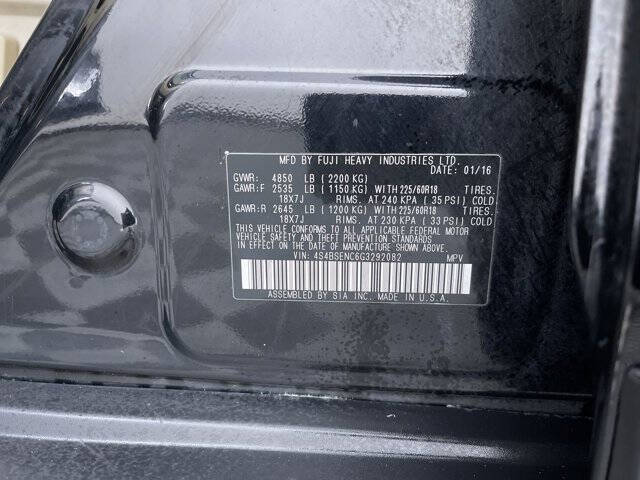 MFD BY FUJI HEAVY INDUSTRIES LTD.
DATE: 01/16
GVWR: 4850 LB (2200 KG)
GAWR:F 2535 LB (1150 KG) WITH 225/60R18 TIRES.
18X7J RIMS. AT 240 KPA (35 PSI) COLD
GAWR:R 2645 LB (1200 KG) WITH 225/60R18 TIRES.
18X7J RIMS. AT 230 KPA (33 PSI) COLD
THIS VEHICLE CONFORMS TO ALL APPLICABLE FEDERAL MOTOR
VEHICLE SAFETY AND THEFT PREVENTION STANDARDS
IN EFFECT ON THE DATE OF MANUFACTURE SHOWN ABOVE.
VIN: 4S4BSENC6G3292082 MPV
ASSEMBLED BY SIA INC. MADE IN U.S.A.